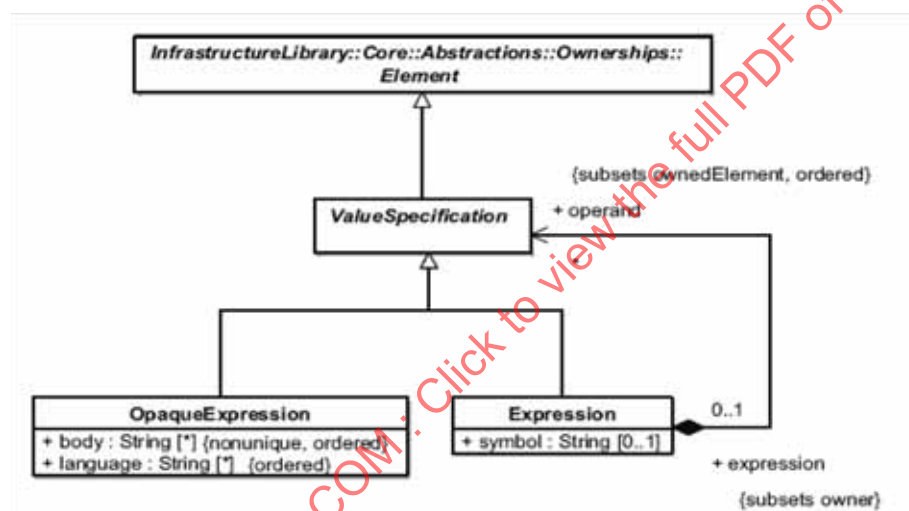 InfrastructureLibrary::Core::Abstractions::Ownerships::
Element
{subsets ownedElement, ordered}
ValueSpecification
+ operand
*
OpaqueExpression
+ body : String [*] {nonunique, ordered}
+ language : String [*] {ordered}
Expression
+ symbol : String [0..1]
0..1
+ expression
{subsets owner}
COM : Click to view the full PDF of